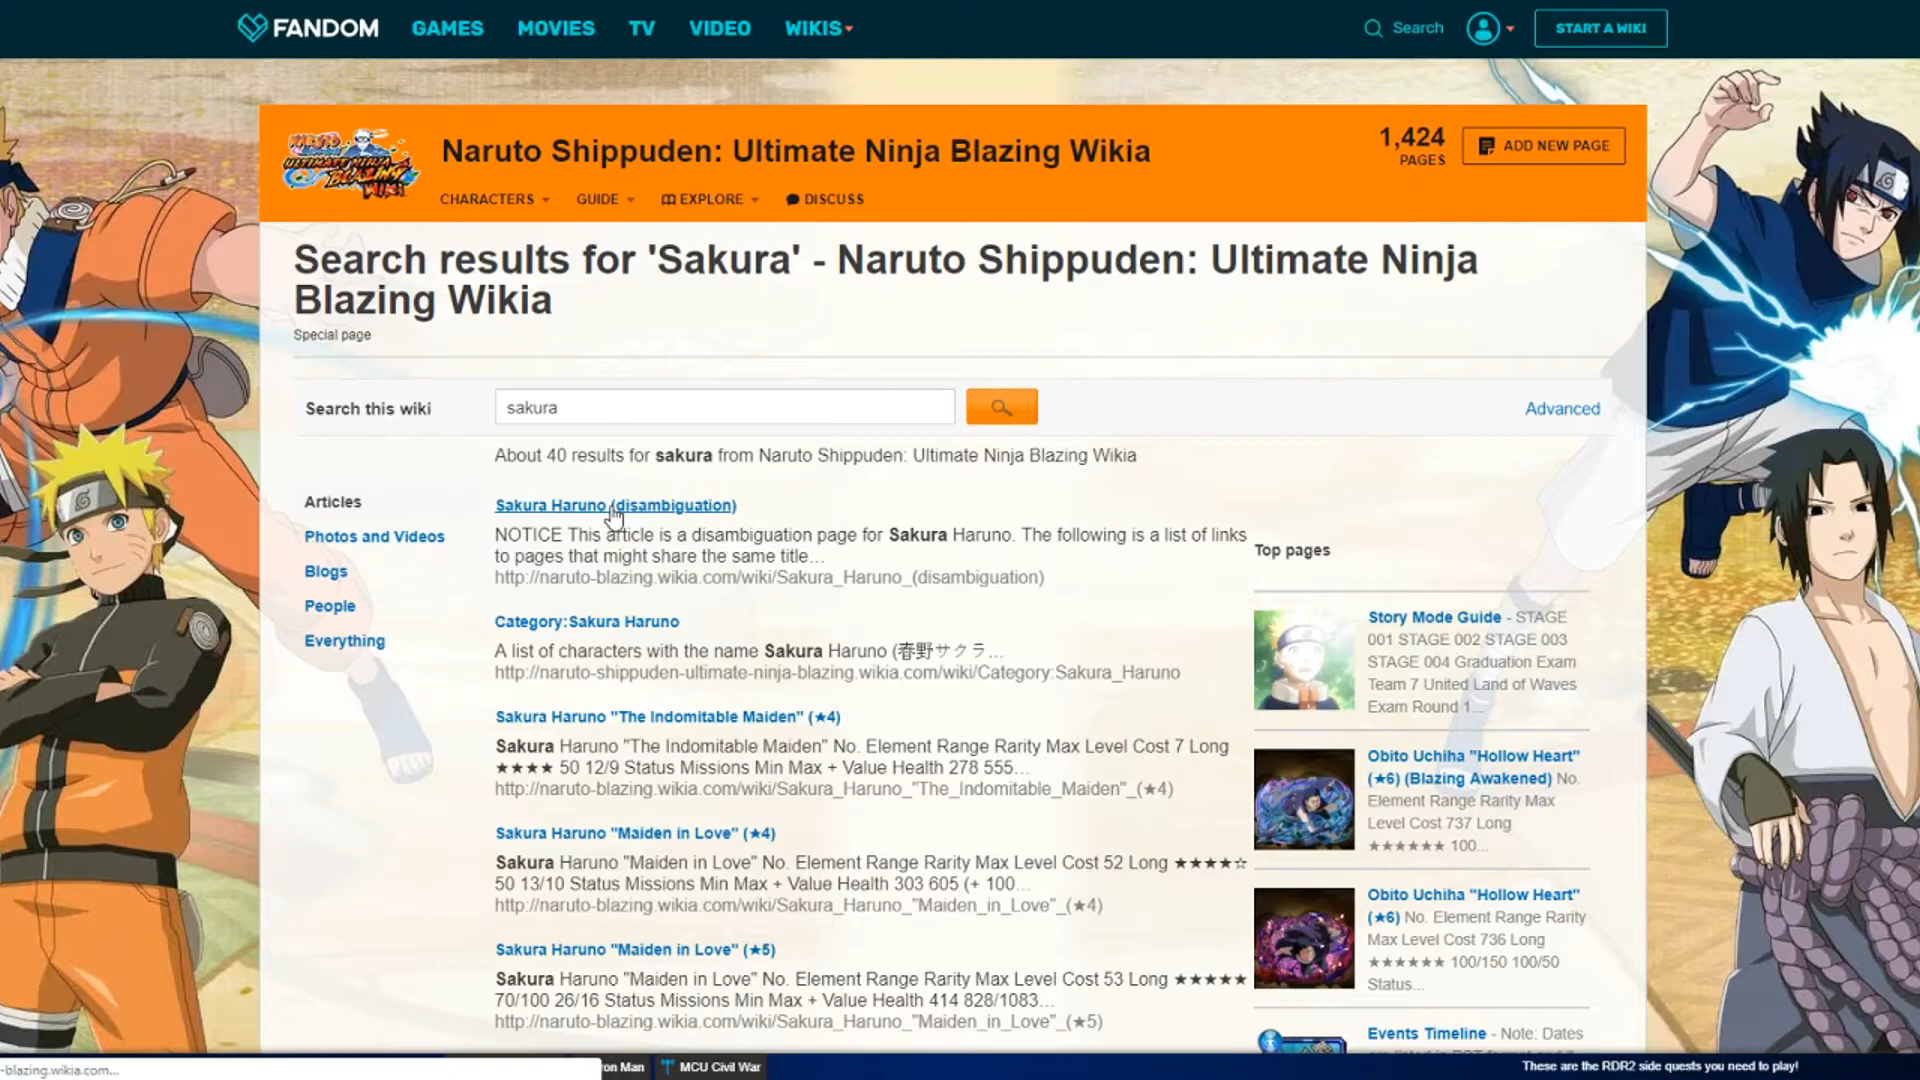 FANDOM GAMES MOVIES TV VIDEO WIKIS Search START A WIKI
NARUTO
ULTIMATE NINJA
BLAZING
WIKI
Naruto Shippuden: Ultimate Ninja Blazing Wikia
1,424
PAGES
ADD NEW PAGE
CHARACTERS GUIDE EXPLORE DISCUSS
Search results for 'Sakura' - Naruto Shippuden: Ultimate Ninja
Blazing Wikia
Special page
Search this wiki sakura Advanced
About 40 results for sakura from Naruto Shippuden: Ultimate Ninja Blazing Wikia
Articles
Photos and Videos
Blogs
People
Everything
Sakura Haruno (disambiguation)
NOTICE This article is a disambiguation page for Sakura Haruno. The following is a list of links
to pages that might share the same title...
http://naruto-blazing.wikia.com/wiki/Sakura_Haruno_(disambiguation)
Category:Sakura Haruno
A list of characters with the name Sakura Haruno (春野サクラ...
http://naruto-shippuden-ultimate-ninja-blazing.wikia.com/wiki/Category:Sakura_Haruno
Sakura Haruno "The Indomitable Maiden" (★4)
Sakura Haruno "The Indomitable Maiden" No. Element Range Rarity Max Level Cost 7 Long
★★★★ 50 12/9 Status Missions Min Max + Value Health 278 555...
http://naruto-blazing.wikia.com/wiki/Sakura_Haruno_"The_Indomitable_Maiden"_(★4)
Sakura Haruno "Maiden in Love" (★4)
Sakura Haruno "Maiden in Love" No. Element Range Rarity Max Level Cost 52 Long ★★★★☆
50 13/10 Status Missions Min Max + Value Health 303 605 (+ 100...
http://naruto-blazing.wikia.com/wiki/Sakura_Haruno_"Maiden_in_Love"_(★4)
Sakura Haruno "Maiden in Love" (★5)
Sakura Haruno "Maiden in Love" No. Element Range Rarity Max Level Cost 53 Long ★★★★★
70/100 26/16 Status Missions Min Max + Value Health 414 828/1083...
http://naruto-blazing.wikia.com/wiki/Sakura_Haruno_"Maiden_in_Love"_(★5)
Top pages
Story Mode Guide - STAGE
001 STAGE 002 STAGE 003
STAGE 004 Graduation Exam
Team 7 United Land of Waves
Exam Round 1...
Obito Uchiha "Hollow Heart"
(★6) (Blazing Awakened) No.
Element Range Rarity Max
Level Cost 737 Long
★★★★★★ 100...
Obito Uchiha "Hollow Heart"
(★6) No. Element Range Rarity
Max Level Cost 736 Long
★★★★★★ 100/150 100/50
Status...
Events Timeline - Note: Dates
-blazing.wikia.com...
ron Man MCU Civil War
These are the RDR2 side quests you need to play!